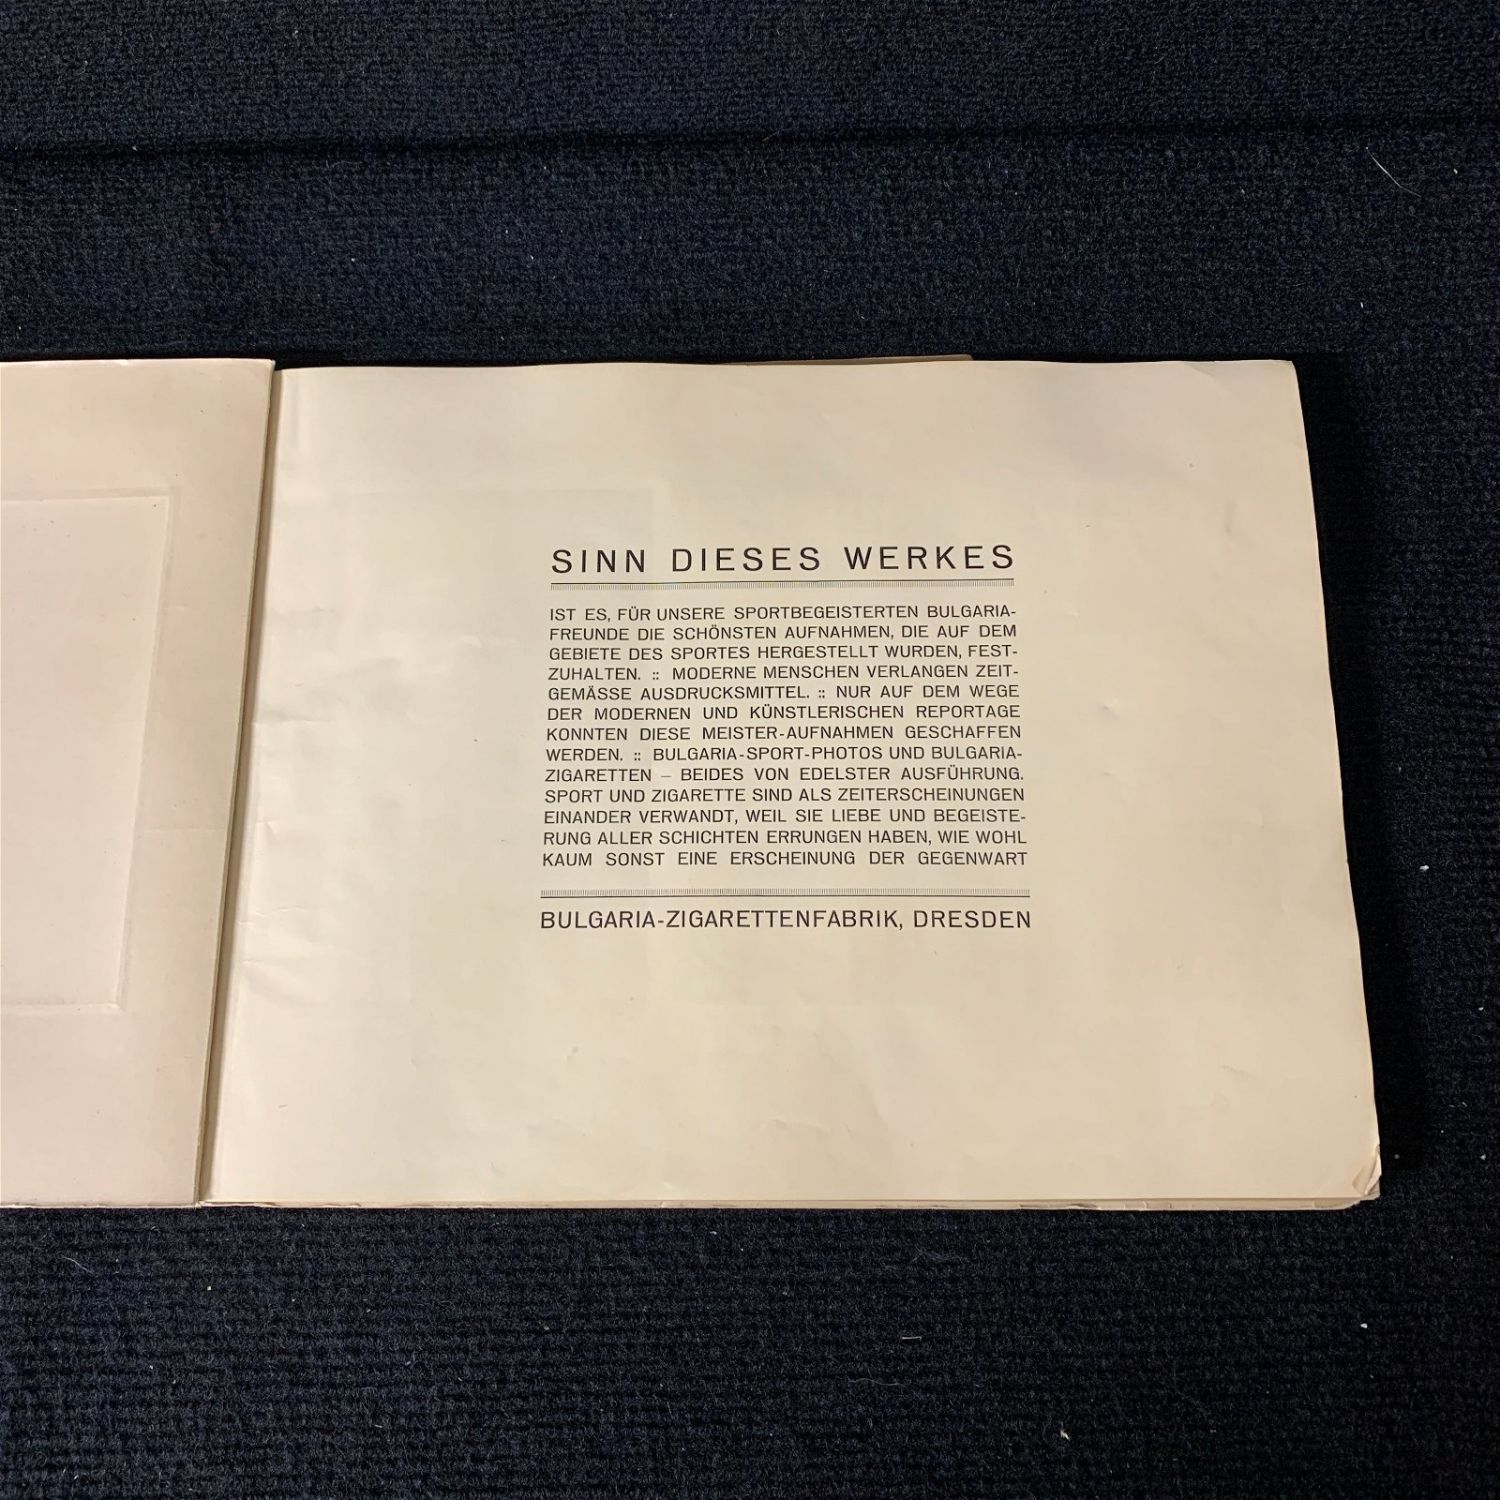 SINN DIESES WERKES
IST ES, FÜR UNSERE SPORTBEGEISTERTEN BULGARIA-
FREUNDE DIE SCHÖNSTEN AUFNAHMEN, DIE AUF DEM
GEBIETE DES SPORTES HERGESTELLT WURDEN, FEST-
ZUHALTEN. :: MODERNE MENSCHEN VERLANGEN ZEIT-
GEMÄSSE AUSDRUCKSMITTEL. :: NUR AUF DEM WEGE
DER MODERNEN UND KÜNSTLERISCHEN REPORTAGE
KONNTEN DIESE MEISTER-AUFNAHMEN GESCHAFFEN
WERDEN. :: BULGARIA-SPORT-PHOTOS UND BULGARIA-
ZIGARETTEN – BEIDES VON EDELSTER AUSFÜHRUNG.
SPORT UND ZIGARETTE SIND ALS ZEITERSCHEINUNGEN
EINANDER VERWANDT, WEIL SIE LIEBE UND BEGEISTE-
RUNG ALLER SCHICHTEN ERRUNGEN HABEN, WIE WOHL
KAUM SONST EINE ERSCHEINUNG DER GEGENWART
BULGARIA-ZIGARETTENFABRIK, DRESDEN